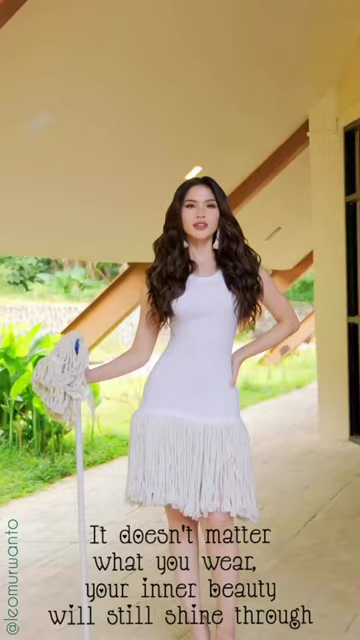 It doesn't matter
what you wear,
your inner beauty
will still shine through
@leomurwanto